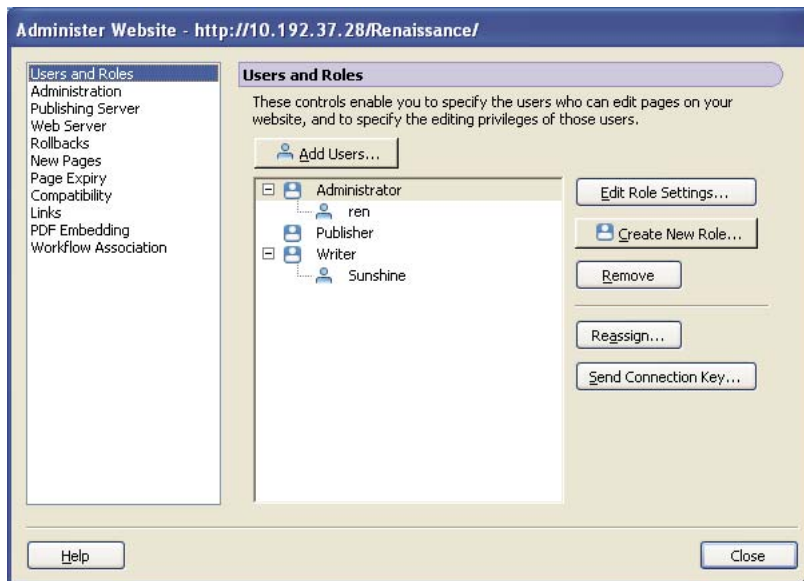 Administer Website - http://10.192.37.28/Renaissance/
Users and Roles
Administration
Publishing Server
Web Server
Rollbacks
New Pages
Page Expiry
Compatibility
Links
PDF Embedding
Workflow Association
Users and Roles
These controls enable you to specify the users who can edit pages on your
website, and to specify the editing privileges of those users.
Add Users...
Administrator
ren
Publisher
Writer
Sunshine
Edit Role Settings...
Create New Role...
Remove
Reassign...
Send Connection Key...
Help
Close